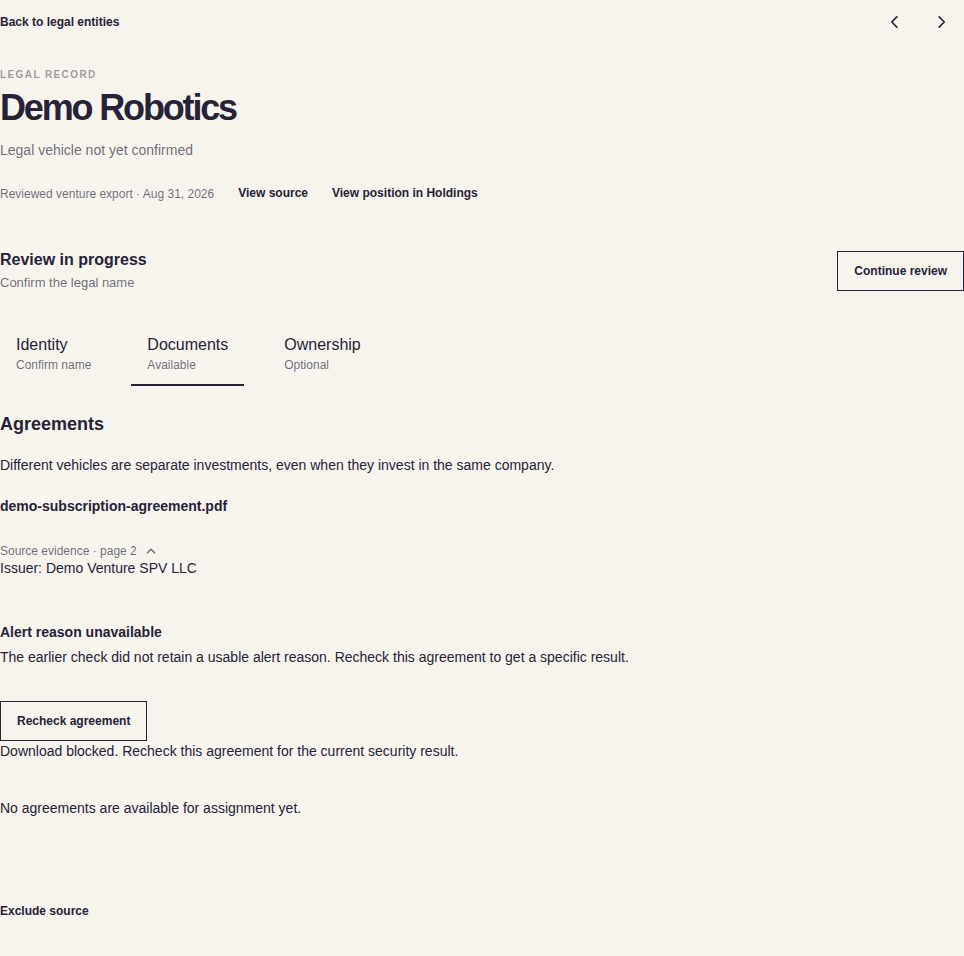 Back to legal entities
LEGAL RECORD
Demo Robotics
Legal vehicle not yet confirmed
Reviewed venture export · Aug 31, 2026 View source View position in Holdings
Review in progress
Confirm the legal name
Continue review
Identity Documents Ownership
Confirm name Available Optional
Agreements
Different vehicles are separate investments, even when they invest in the same company.
demo-subscription-agreement.pdf
Source evidence · page 2
Issuer: Demo Venture SPV LLC
Alert reason unavailable
The earlier check did not retain a usable alert reason. Recheck this agreement to get a specific result.
Recheck agreement
Download blocked. Recheck this agreement for the current security result.
No agreements are available for assignment yet.
Exclude source